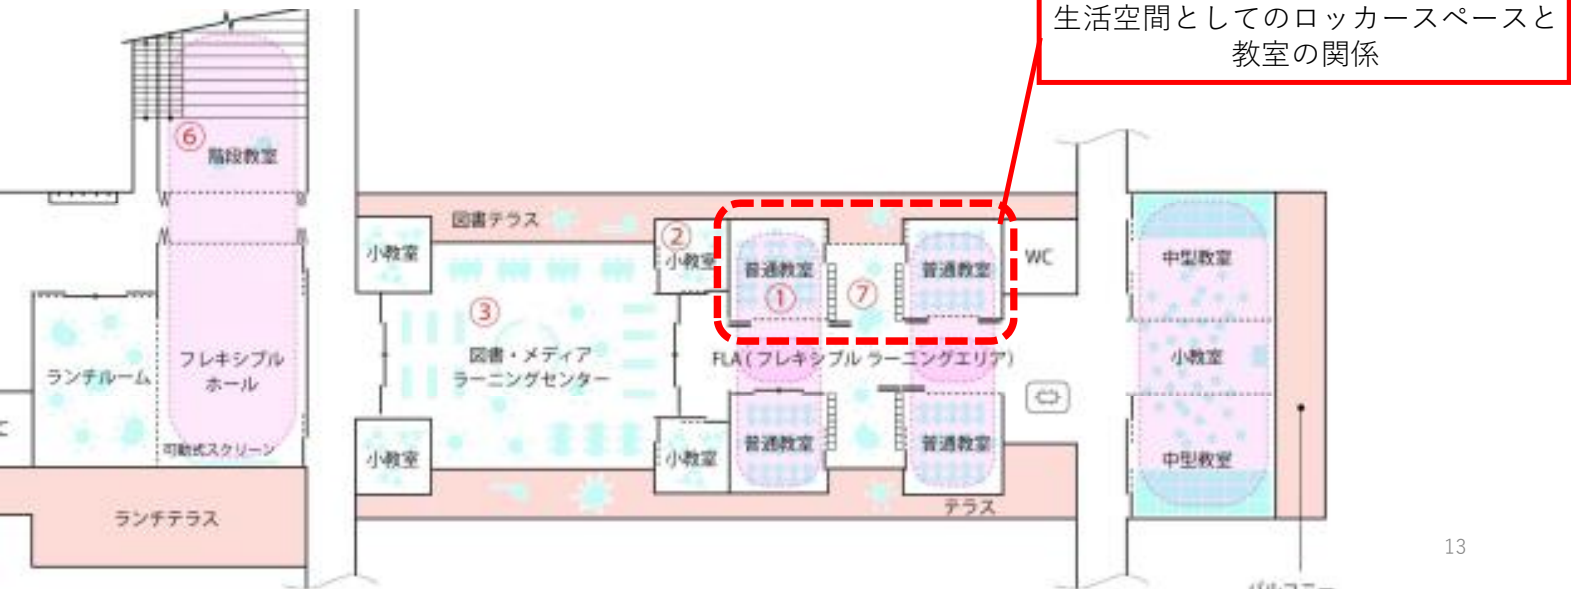 生活空間としてのロッカースペースと
教室の関係
⑥
階段教室
図書テラス
小教室
②
小教室
普通教室
①
⑦
普通教室
WC
中型教室
③
図書・メディア
ラーニングセンター
FLA(フレキシブル ラーニングエリア)
小教室
ランチルーム
フレキシブル
ホール
可動式スクリーン
小教室
小教室
普通教室
普通教室
中型教室
テラス
ランチテラス
13
バルコニー